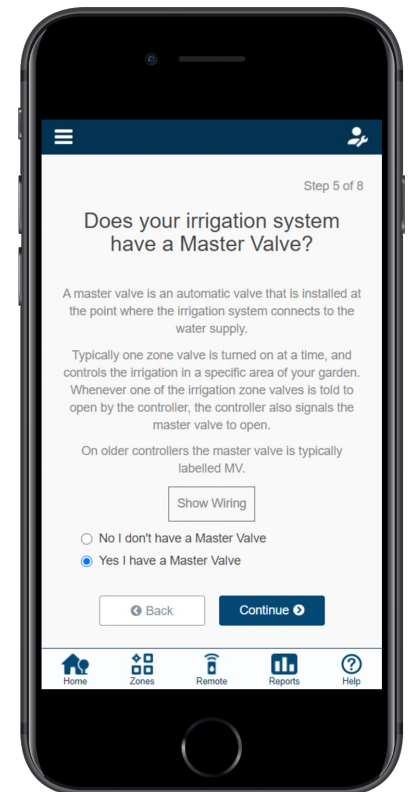 Step 5 of 8
Does your irrigation system
have a Master Valve?
A master valve is an automatic valve that is installed at
the point where the irrigation system connects to the
water supply.
Typically one zone valve is turned on at a time, and
controls the irrigation in a specific area of your garden.
Whenever one of the irrigation zone valves is told to
open by the controller, the controller also signals the
master valve to open.
On older controllers the master valve is typically
labelled MV.
Show Wiring
No I don't have a Master Valve
Yes I have a Master Valve
Back
Continue
Home
Zones
Remote
Reports
Help